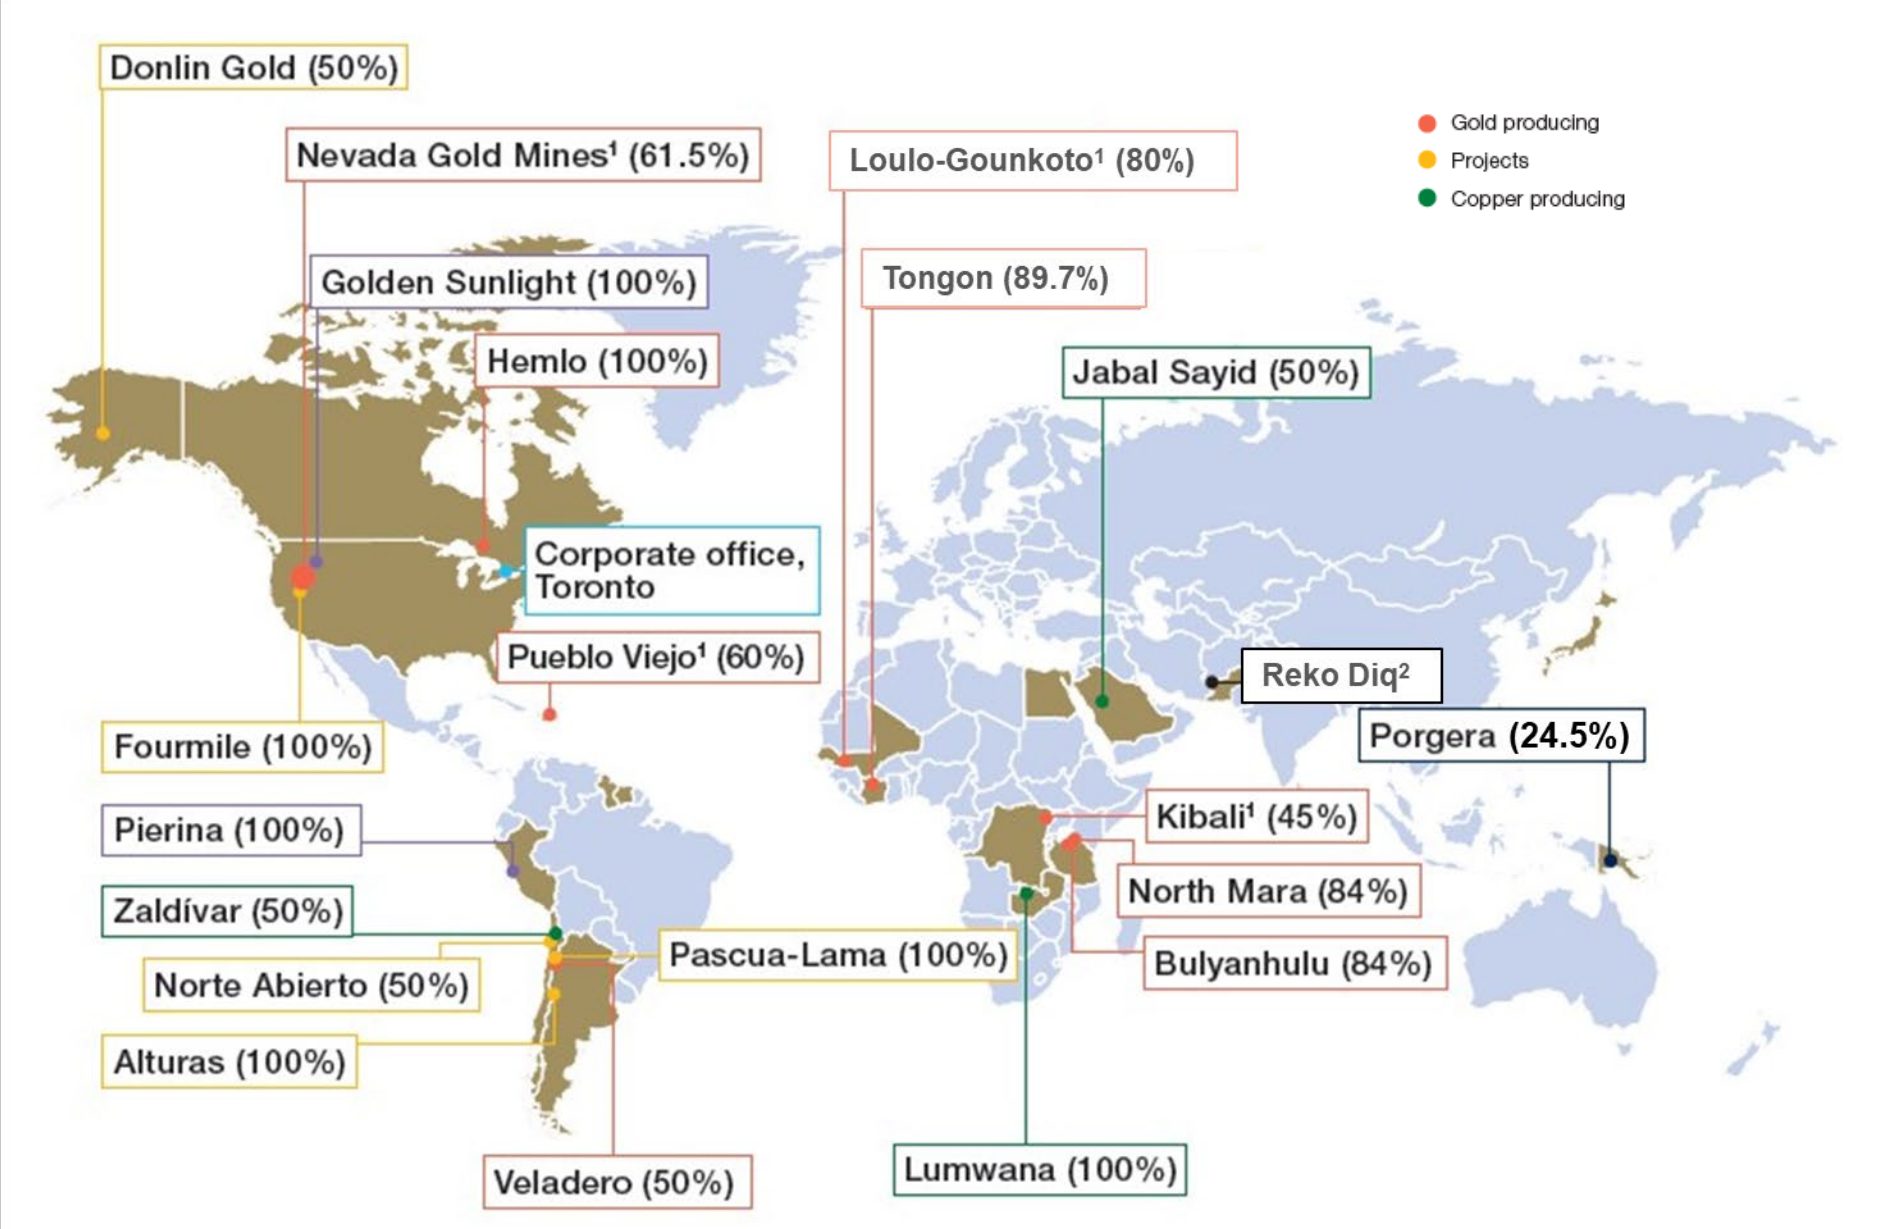 Donlin Gold (50%)
Nevada Gold Mines¹ (61.5%)
Loulo-Gounkoto¹ (80%)
Gold producing
Projects
Copper producing
Golden Sunlight (100%)
Tongon (89.7%)
Hemlo (100%)
Jabal Sayid (50%)
Corporate office,
Toronto
Pueblo Viejo¹ (60%)
Reko Diq²
Porgera (24.5%)
Fourmile (100%)
Pierina (100%)
Kibali¹ (45%)
Zaldívar (50%)
North Mara (84%)
Pascua-Lama (100%)
Bulyanhulu (84%)
Norte Abierto (50%)
Alturas (100%)
Veladero (50%)
Lumwana (100%)